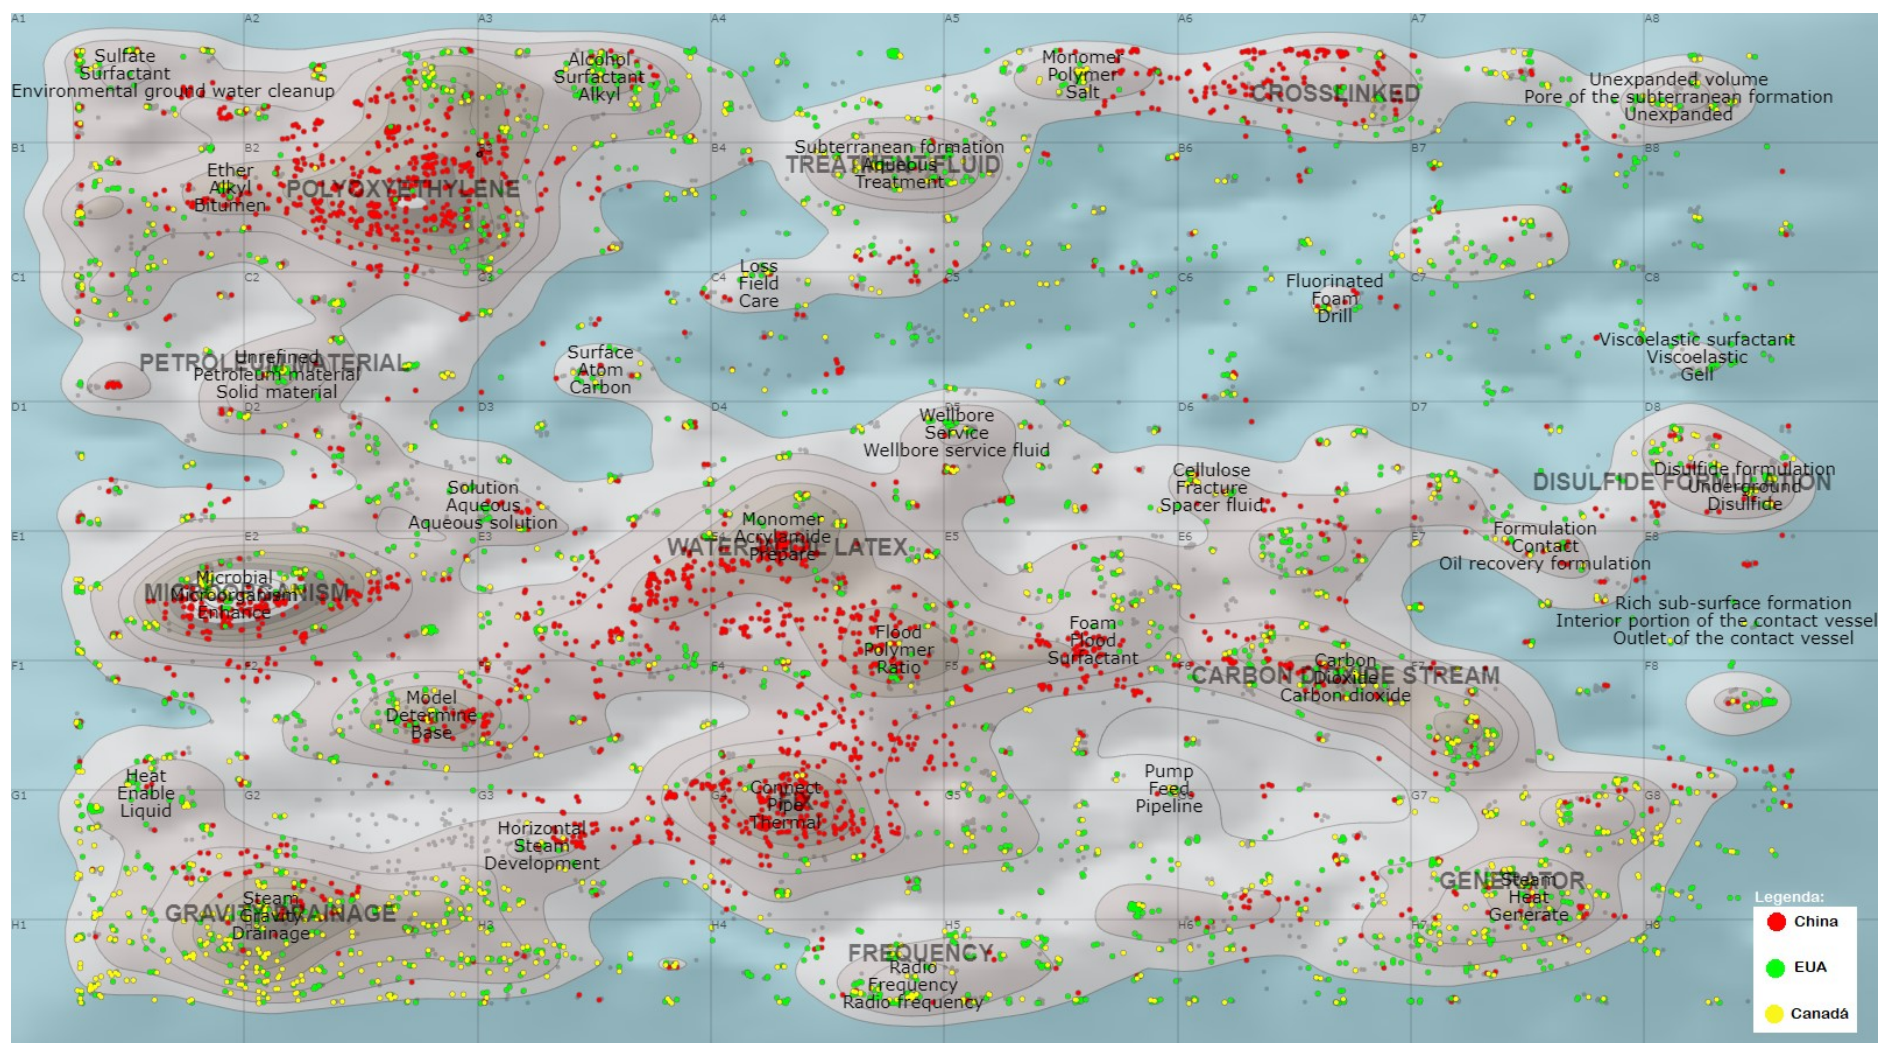 A1 A2 A3 A4 A5 A6 A7 A8
Sulfate
Surfactant
Environmental ground water cleanup
Alcohol
Surfactant
Alkyl
Monomer
Polymer
Salt
CROSSLINKED
Unexpanded volume
Pore of the subterranean formation
Unexpanded
B1 B2 B4 B6 B7 B8
Ether
Alkyl
Bitumen
POLYOXYETHYLENE
TREATMENT FLUID
Subterranean formation
Aqueous
Treatment
C1 C2 C3 C4 C5 C6 C7 C8
Loss
Field
Care
Fluorinated
Foam
Drill
PETROLEUM MATERIAL
Unrefined
Petroleum material
Solid material
Surface
Atom
Carbon
Viscoelastic surfactant
Viscoelastic
Gell
D1 D2 D3 D4 D5 D6 D7 D8
Wellbore
Service
Wellbore service fluid
Solution
Aqueous
Aqueous solution
Cellulose
Fracture
Spacer fluid
DISULFIDE FORMULATION
Disulfide formulation
Underground
Disulfide
E1 E2 E3 E5 E6 E7 E8
Monomer
Acrylamide
Prepare
LATEX
Formulation
Contact
Oil recovery formulation
MICROORGANISM
Microbial
Microorganism
Enhance
Rich sub-surface formation
Interior portion of the contact vessel
Outlet of the contact vessel
Flood
Polymer
Ratio
Foam
Flood
Surfactant
F1 F2 F4 F5 F6 F7 F8
CARBON DIOXIDE STREAM
Carbon
Dioxide
Carbon dioxide
Model
Determine
Base
Heat
Enable
Liquid
Connect
Pipe
Thermal
Pump
Feed
Pipeline
G1 G2 G3 G4 G5 G7 G8
Horizontal
Steam
Development
GRAVITY DRAINAGE
Steam
Gravity
Drainage
GENERATOR
Steam
Heat
Generate
H1 H3 H4 H5 H6 H7 H8
FREQUENCY
Radio
Frequency
Radio frequency
Legenda:
China
EUA
Canadá